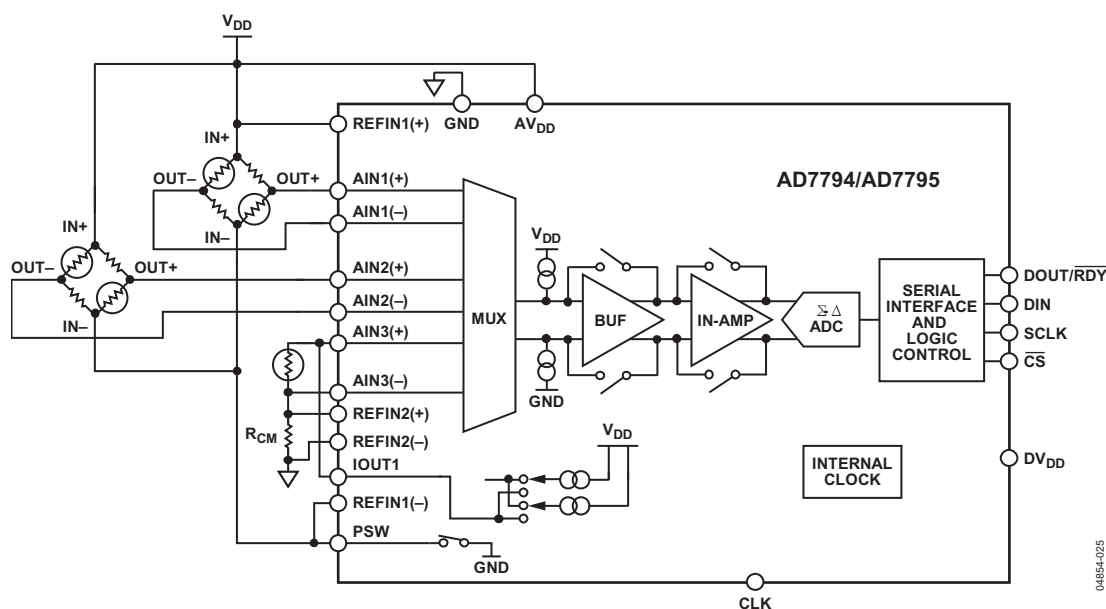 VDD
GND
AVDD
REFIN1(+)
IN+
OUT–
OUT+
IN–
AIN1(+)
AIN1(–)
AD7794/AD7795
IN+
OUT–
OUT+
IN–
AIN2(+)
AIN2(–)
AIN3(+)
AIN3(–)
REFIN2(+)
RCM
REFIN2(–)
IOUT1
REFIN1(–)
PSW
GND
MUX
VDD
GND
BUF
IN-AMP
Σ-Δ
ADC
SERIAL
INTERFACE
AND
LOGIC
CONTROL
DOUT/RDY
DIN
SCLK
CS
VDD
INTERNAL
CLOCK
DVDD
CLK
04854-025